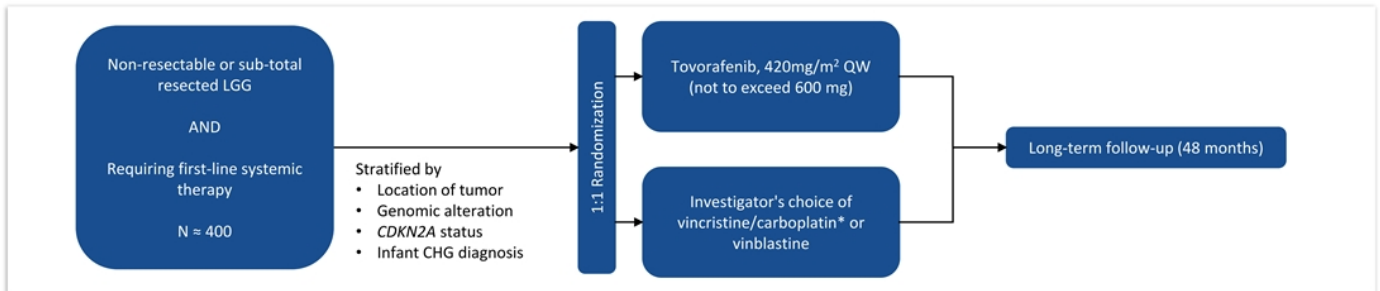 Non-resectable or sub-total
resected LGG
AND
Requiring first-line systemic
therapy
N ≈ 400
Stratified by
• Location of tumor
• Genomic alteration
• CDKN2A status
• Infant CHG diagnosis
1:1 Randomization
Tovorafenib, 420mg/m² QW
(not to exceed 600 mg)
Investigator's choice of
vincristine/carboplatin* or
vinblastine
Long-term follow-up (48 months)